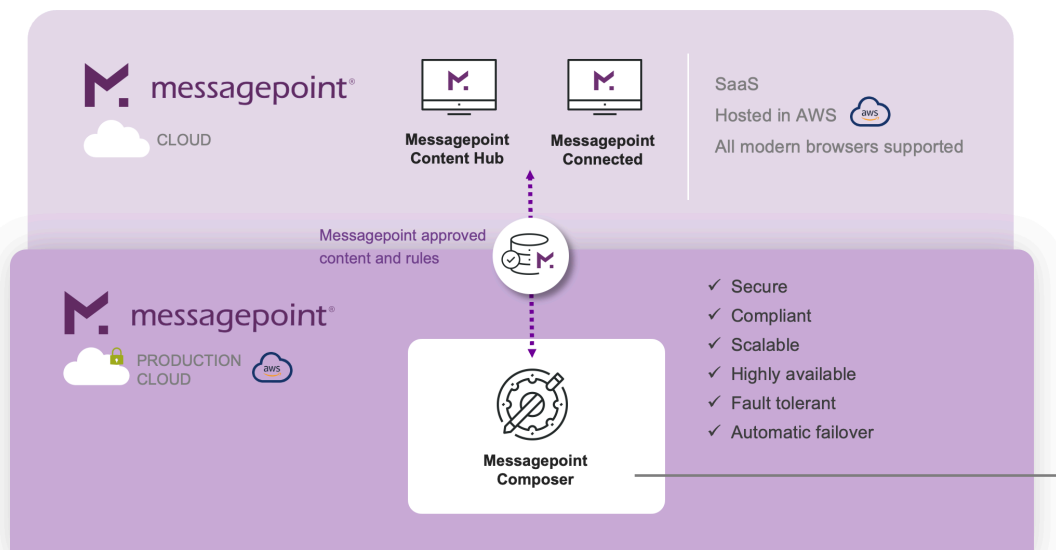 messagepoint®
CLOUD
Messagepoint
Content Hub
Messagepoint
Connected
SaaS
Hosted in AWS
aws
All modern browsers supported
Messagepoint approved
content and rules
messagepoint®
PRODUCTION
CLOUD
aws
Messagepoint
Composer
✓ Secure
✓ Compliant
✓ Scalable
✓ Highly available
✓ Fault tolerant
✓ Automatic failover